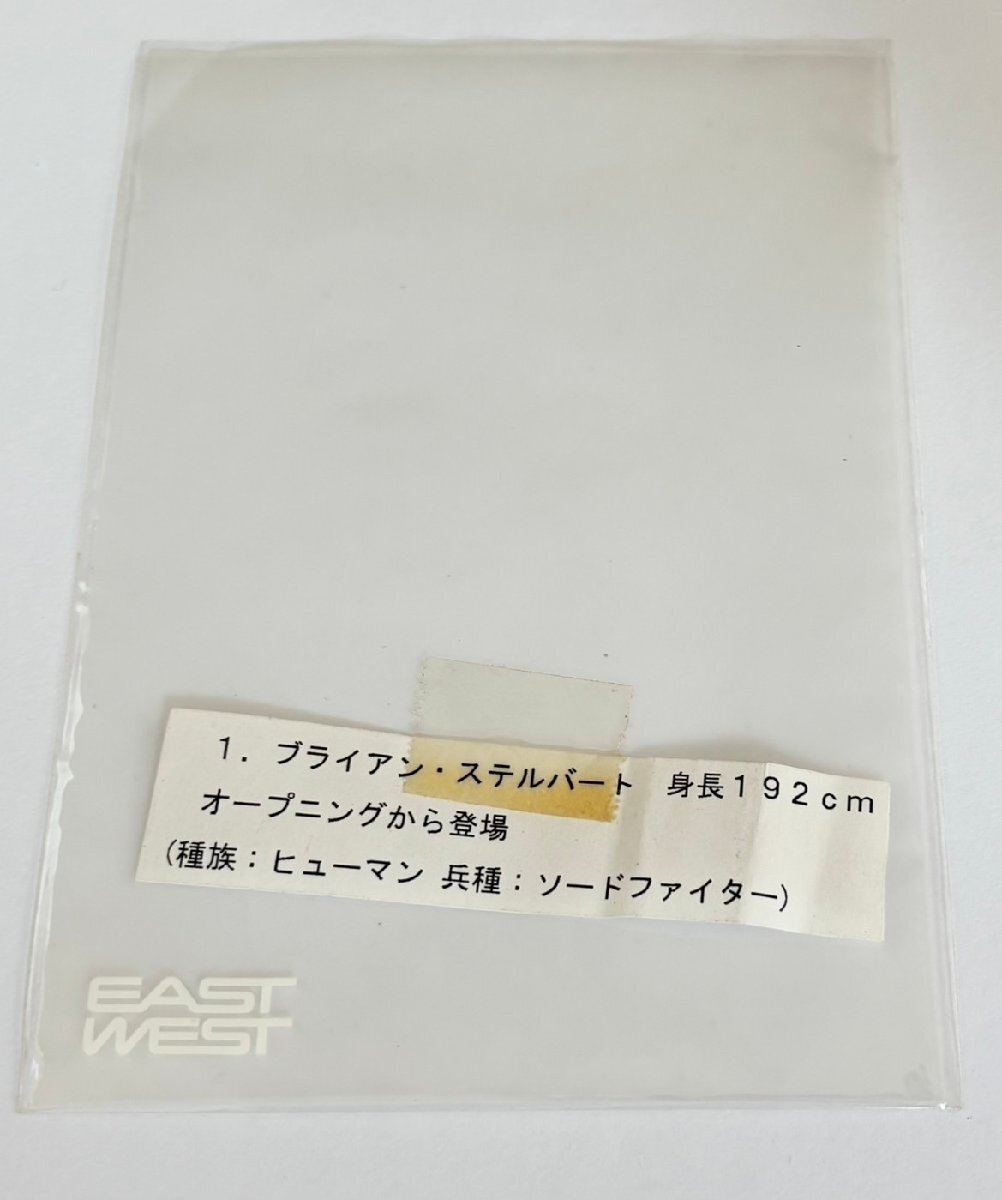 1．ブライアン・ステルバート　身長192cm
オープニングから登場
(種族：ヒューマン 兵種：ソードファイター)
EAST
WEST